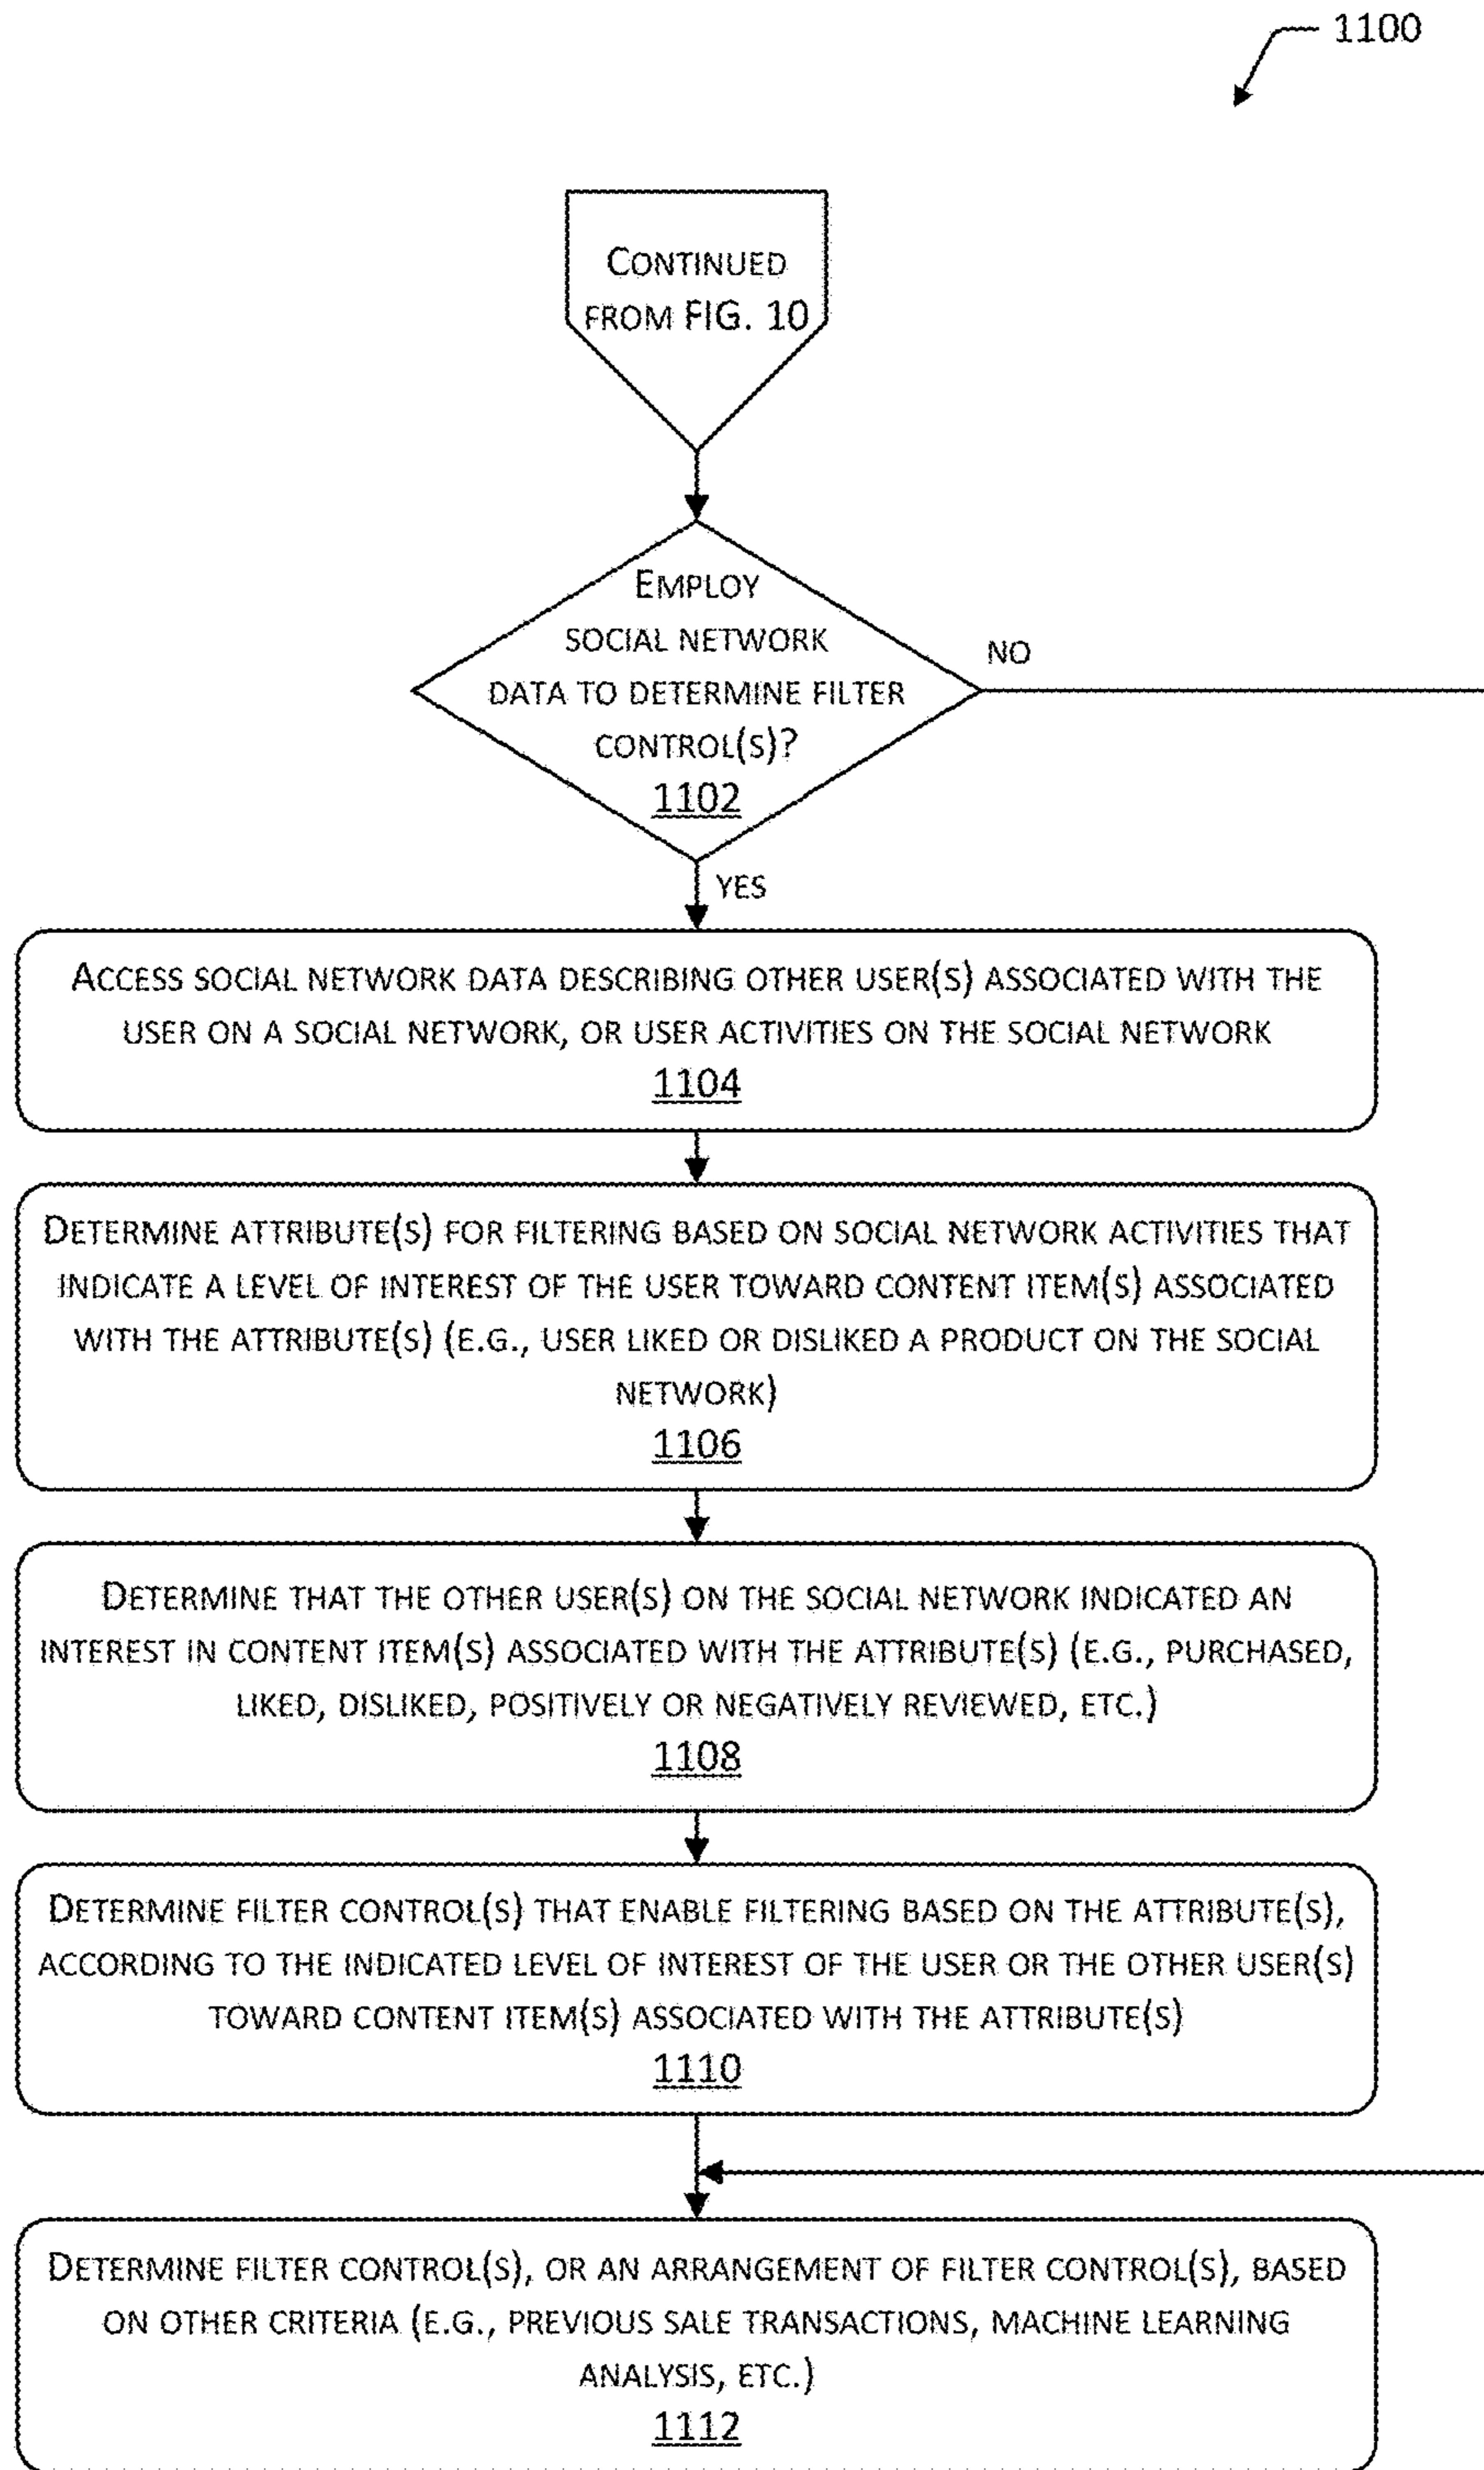 1100
CONTINUED
FROM FIG. 10
EMPLOY
SOCIAL NETWORK
DATA TO DETERMINE FILTER
CONTROL(S)?
1102
NO
YES
ACCESS SOCIAL NETWORK DATA DESCRIBING OTHER USER(S) ASSOCIATED WITH THE
USER ON A SOCIAL NETWORK, OR USER ACTIVITIES ON THE SOCIAL NETWORK
1104
DETERMINE ATTRIBUTE(S) FOR FILTERING BASED ON SOCIAL NETWORK ACTIVITIES THAT
INDICATE A LEVEL OF INTEREST OF THE USER TOWARD CONTENT ITEM(S) ASSOCIATED
WITH THE ATTRIBUTE(S) (E.G., USER LIKED OR DISLIKED A PRODUCT ON THE SOCIAL
NETWORK)
1106
DETERMINE THAT THE OTHER USER(S) ON THE SOCIAL NETWORK INDICATED AN
INTEREST IN CONTENT ITEM(S) ASSOCIATED WITH THE ATTRIBUTE(S) (E.G., PURCHASED,
LIKED, DISLIKED, POSITIVELY OR NEGATIVELY REVIEWED, ETC.)
1108
DETERMINE FILTER CONTROL(S) THAT ENABLE FILTERING BASED ON THE ATTRIBUTE(S),
ACCORDING TO THE INDICATED LEVEL OF INTEREST OF THE USER OR THE OTHER USER(S)
TOWARD CONTENT ITEM(S) ASSOCIATED WITH THE ATTRIBUTE(S)
1110
DETERMINE FILTER CONTROL(S), OR AN ARRANGEMENT OF FILTER CONTROL(S), BASED
ON OTHER CRITERIA (E.G., PREVIOUS SALE TRANSACTIONS, MACHINE LEARNING
ANALYSIS, ETC.)
1112